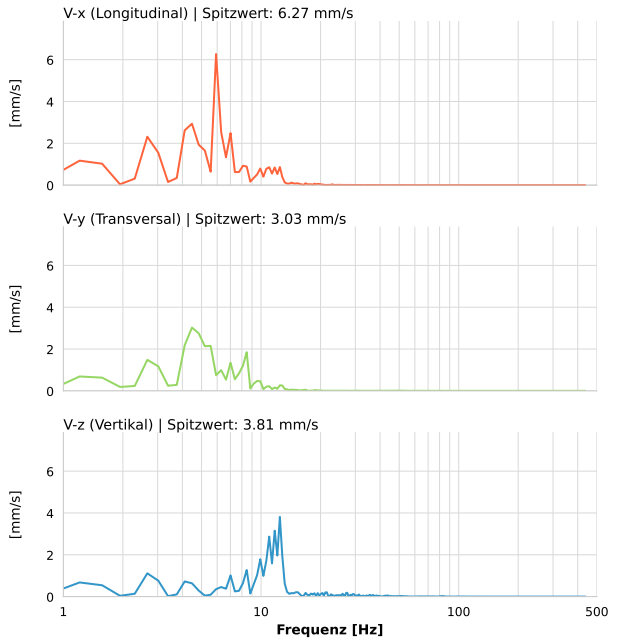 V-x (Longitudinal) | Spitzwert: 6.27 mm/s
[mm/s]
6
4
2
0
V-y (Transversal) | Spitzwert: 3.03 mm/s
[mm/s]
6
4
2
0
V-z (Vertikal) | Spitzwert: 3.81 mm/s
[mm/s]
6
4
2
0
1 10 100 500
Frequenz [Hz]